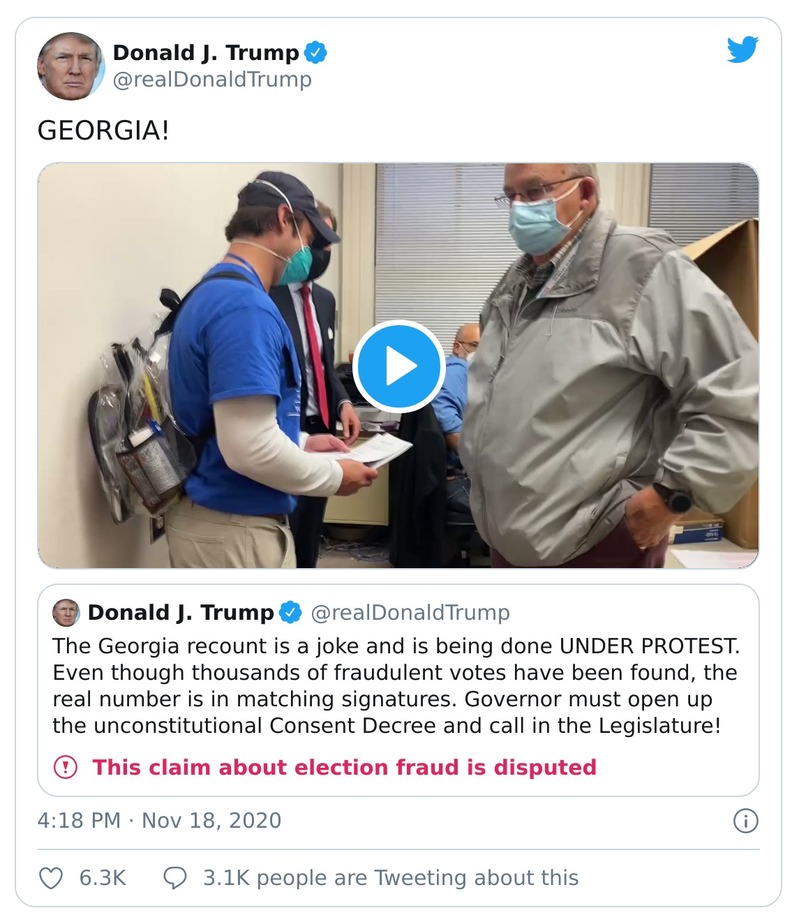 Donald J. Trump
@realDonaldTrump
GEORGIA!
Donald J. Trump @realDonaldTrump
The Georgia recount is a joke and is being done UNDER PROTEST.
Even though thousands of fraudulent votes have been found, the
real number is in matching signatures. Governor must open up
the unconstitutional Consent Decree and call in the Legislature!
This claim about election fraud is disputed
4:18 PM · Nov 18, 2020
6.3K 3.1K people are Tweeting about this